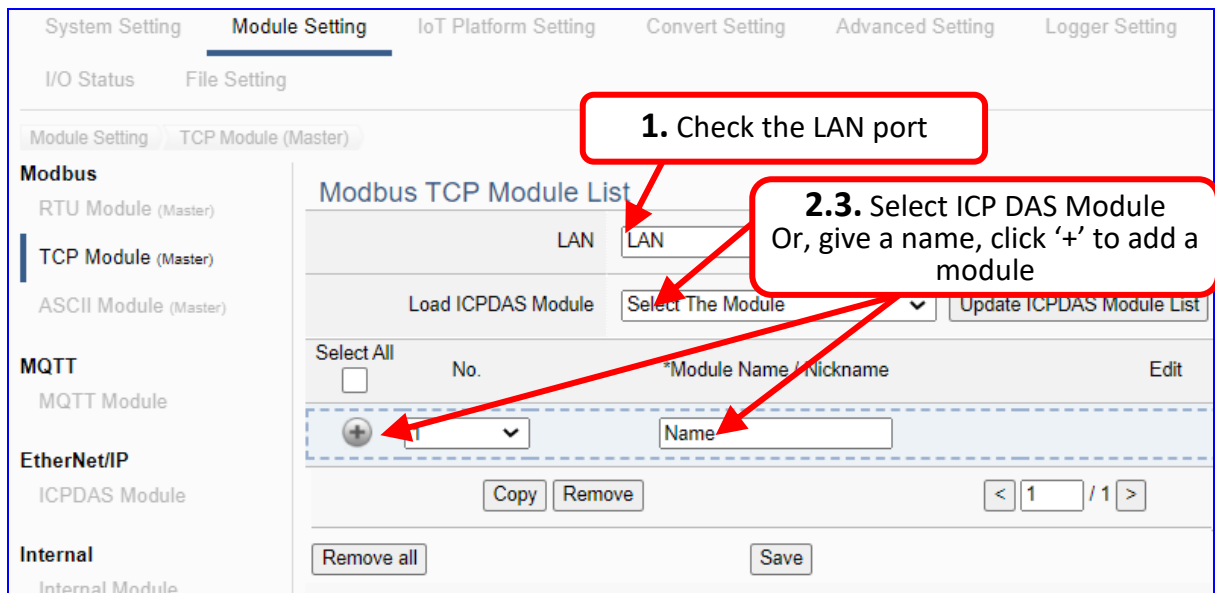 System Setting Module Setting IoT Platform Setting Convert Setting Advanced Setting Logger Setting
I/O Status File Setting
1. Check the LAN port
Module Setting TCP Module (Master)
Modbus
RTU Module (Master)
TCP Module (Master)
ASCII Module (Master)
MQTT
MQTT Module
EtherNet/IP
ICPDAS Module
Internal
Internal Module
Modbus TCP Module List
2.3. Select ICP DAS Module
Or, give a name, click ‘+’ to add a
module
LAN LAN
Load ICPDAS Module Select The Module Update ICPDAS Module List
Select All No. *Module Name / Nickname Edit
1 Name
Copy Remove < 1 / 1 >
Remove all Save